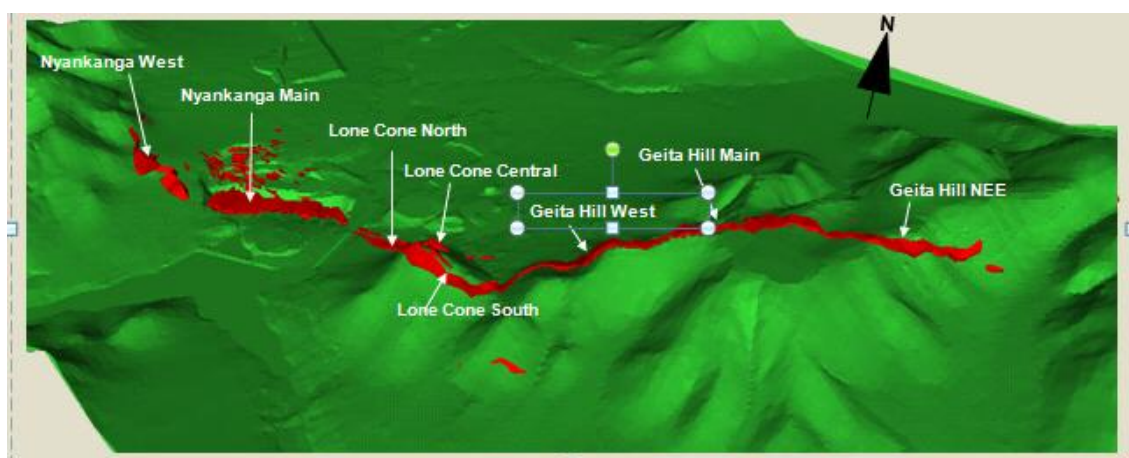 N
Nyankanga West
Nyankanga Main
Lone Cone North
Lone Cone Central
Geita Hill Main
Geita Hill NEE
Geita Hill West
Lone Cone South